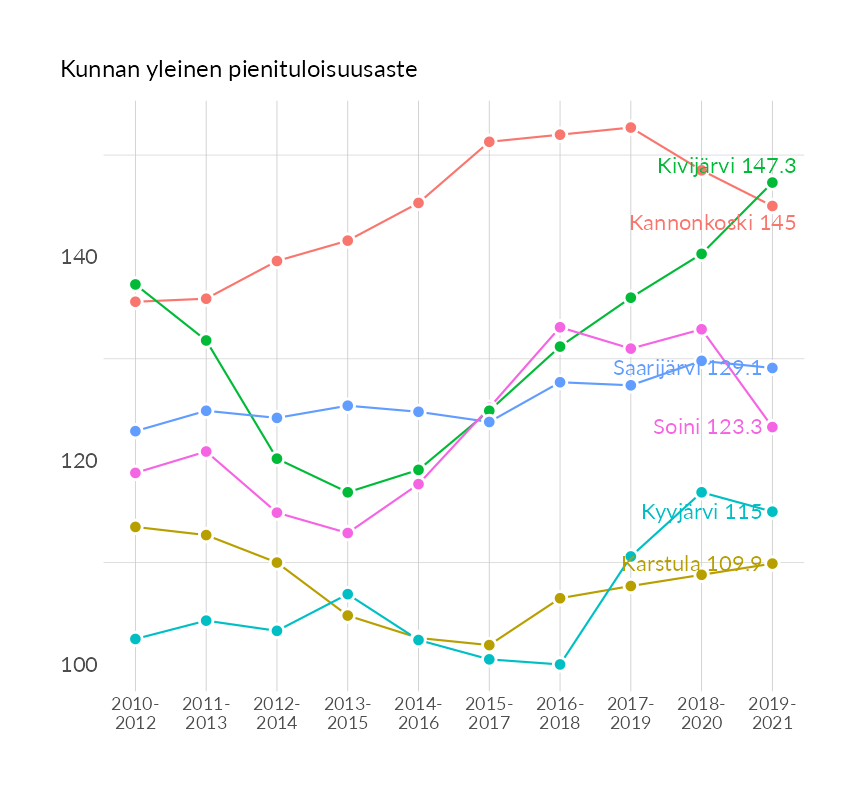 Kunnan yleinen pienituloisuusaste
Kivijärvi 147.3
Kannonkoski 145
140
Saarijärvi 129.1
Soini 123.3
120
Kyyjärvi 115
Karstula 109.9
100
2010- 2011- 2012- 2013- 2014- 2015- 2016- 2017- 2018- 2019-
2012 2013 2014 2015 2016 2017 2018 2019 2020 2021